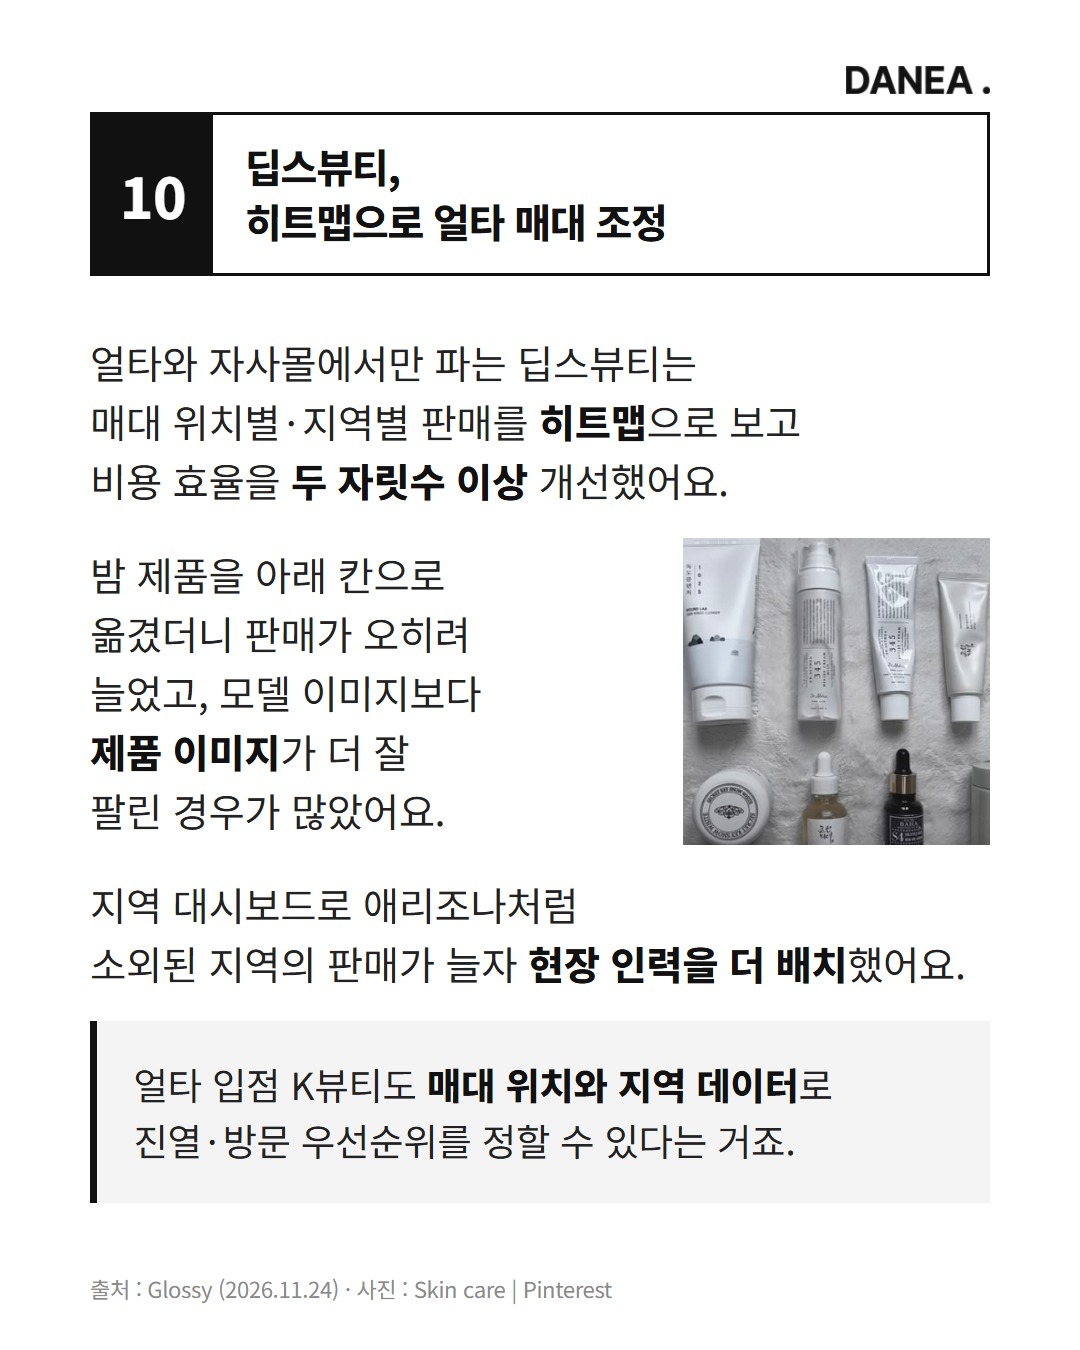 DANEA .
10
딥스뷰티,
히트맵으로 얼타 매대 조정
얼타와 자사몰에서만 파는 딥스뷰티는
매대 위치별·지역별 판매를 히트맵으로 보고
비용 효율을 두 자릿수 이상 개선했어요.
밤 제품을 아래 칸으로
옮겼더니 판매가 오히려
늘었고, 모델 이미지보다
제품 이미지가 더 잘
팔린 경우가 많았어요.
345
345
지역 대시보드로 애리조나처럼
소외된 지역의 판매가 늘자 현장 인력을 더 배치했어요.
얼타 입점 K뷰티도 매대 위치와 지역 데이터로
진열·방문 우선순위를 정할 수 있다는 거죠.
출처 : Glossy (2026.11.24) · 사진 : Skin care | Pinterest